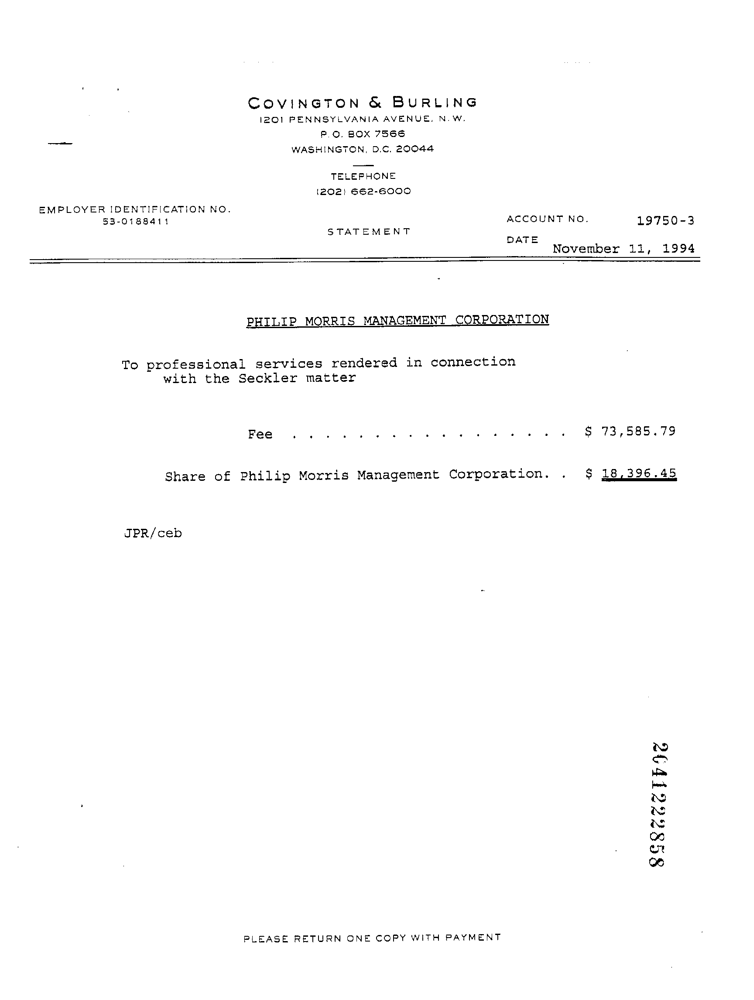 COVINGTON & BURLING
1201 PENNSYLVANIA AVENUE, N.W.
P.O. BOX 7566
WASHINGTON, D.C. 20044
TELEPHONE
(202) 662-6000
EMPLOYER IDENTIFICATION NO.
53-0188411
STATEMENT
ACCOUNT NO. 19750-3
DATE November 11, 1994
PHILIP MORRIS MANAGEMENT CORPORATION
To professional services rendered in connection
with the Seckler matter
Fee . . . . . . . . . . . . . . . . . $ 73,585.79
Share of Philip Morris Management Corporation. . $ 18,396.45
JPR/ceb
2041222858
PLEASE RETURN ONE COPY WITH PAYMENT